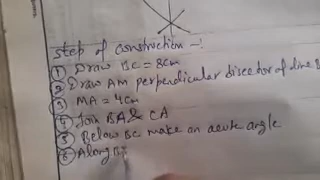 step of construction -:
① Draw BC = 8cm
② Draw AM perpendicular bisector of line
③ MA = 4cm
④ Join BA & CA
⑤ Below BC make an acute angle
⑥ Along